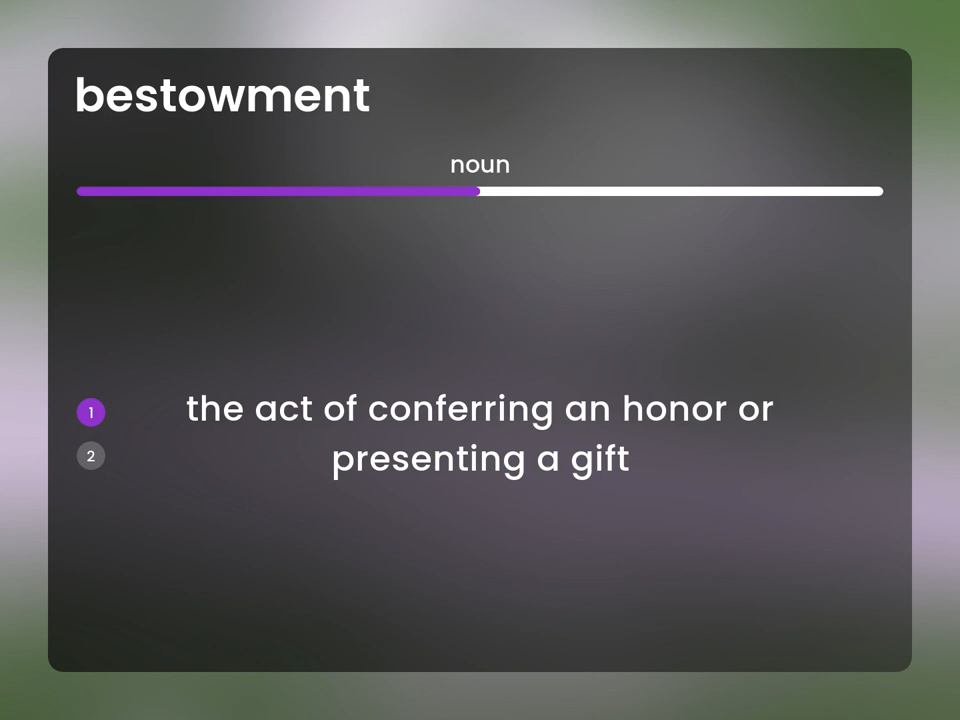 bestowment
noun
1
the act of conferring an honor or
presenting a gift
2